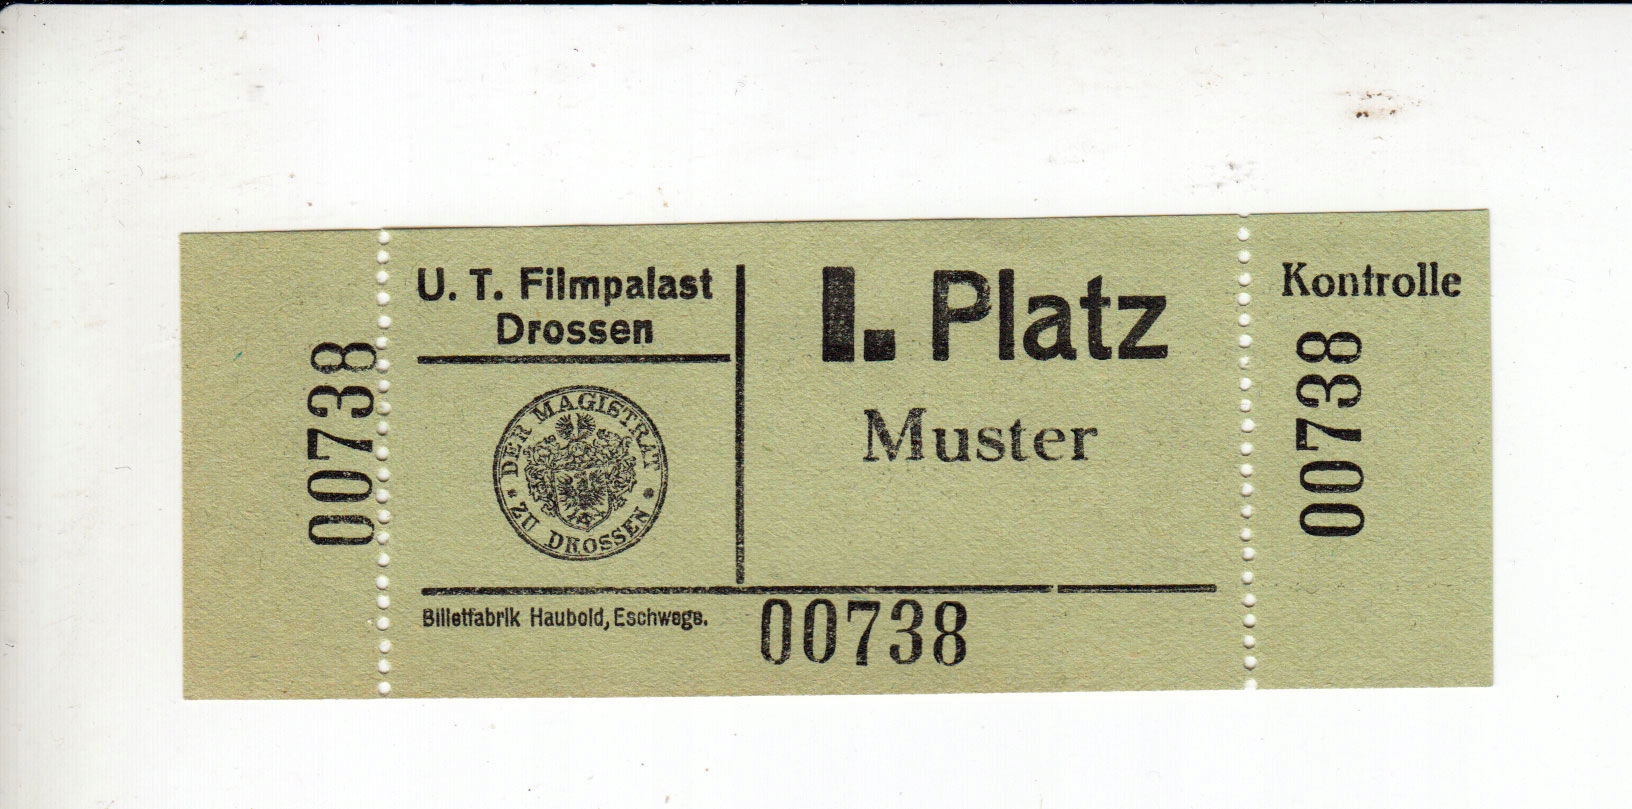 00738
U. T. Filmpalast
Drossen
DER MAGISTRAT
ZU DROSSEN
I. Platz
Muster
Billetfabrik Haubold, Eschwege.
00738
Kontrolle
00738